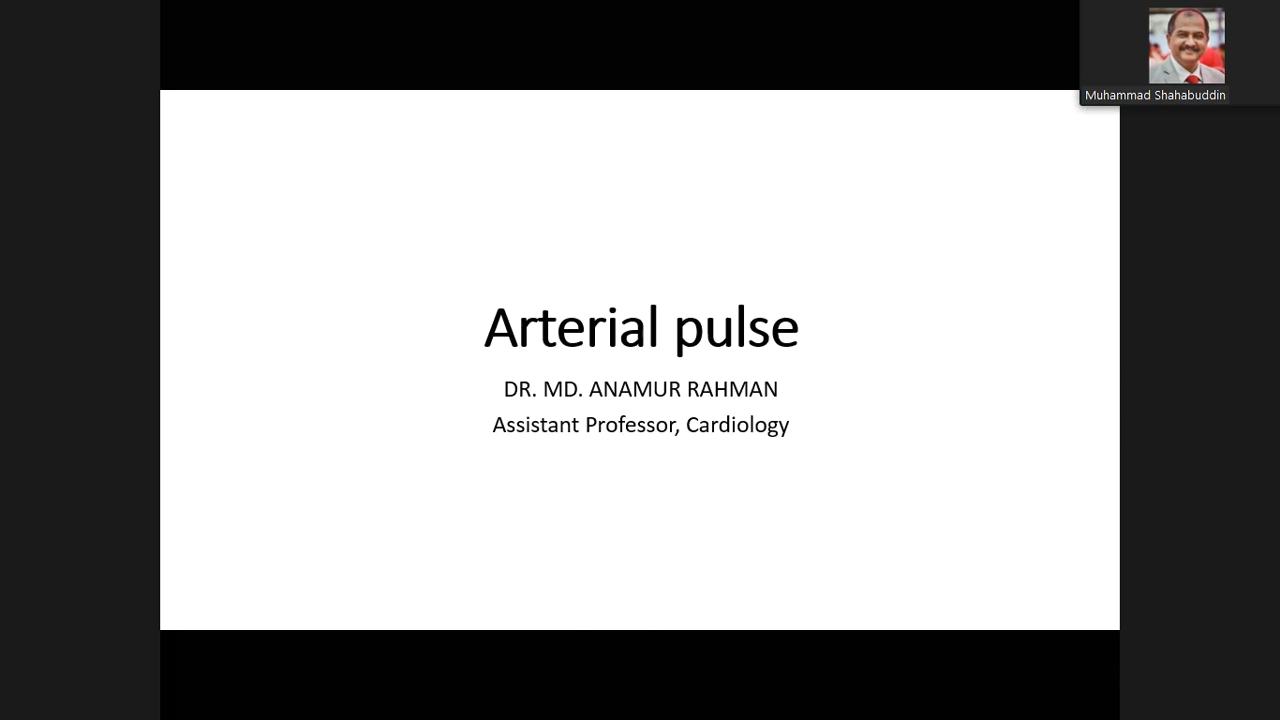 Muhammad Shahabuddin
Arterial pulse
DR. MD. ANAMUR RAHMAN
Assistant Professor, Cardiology